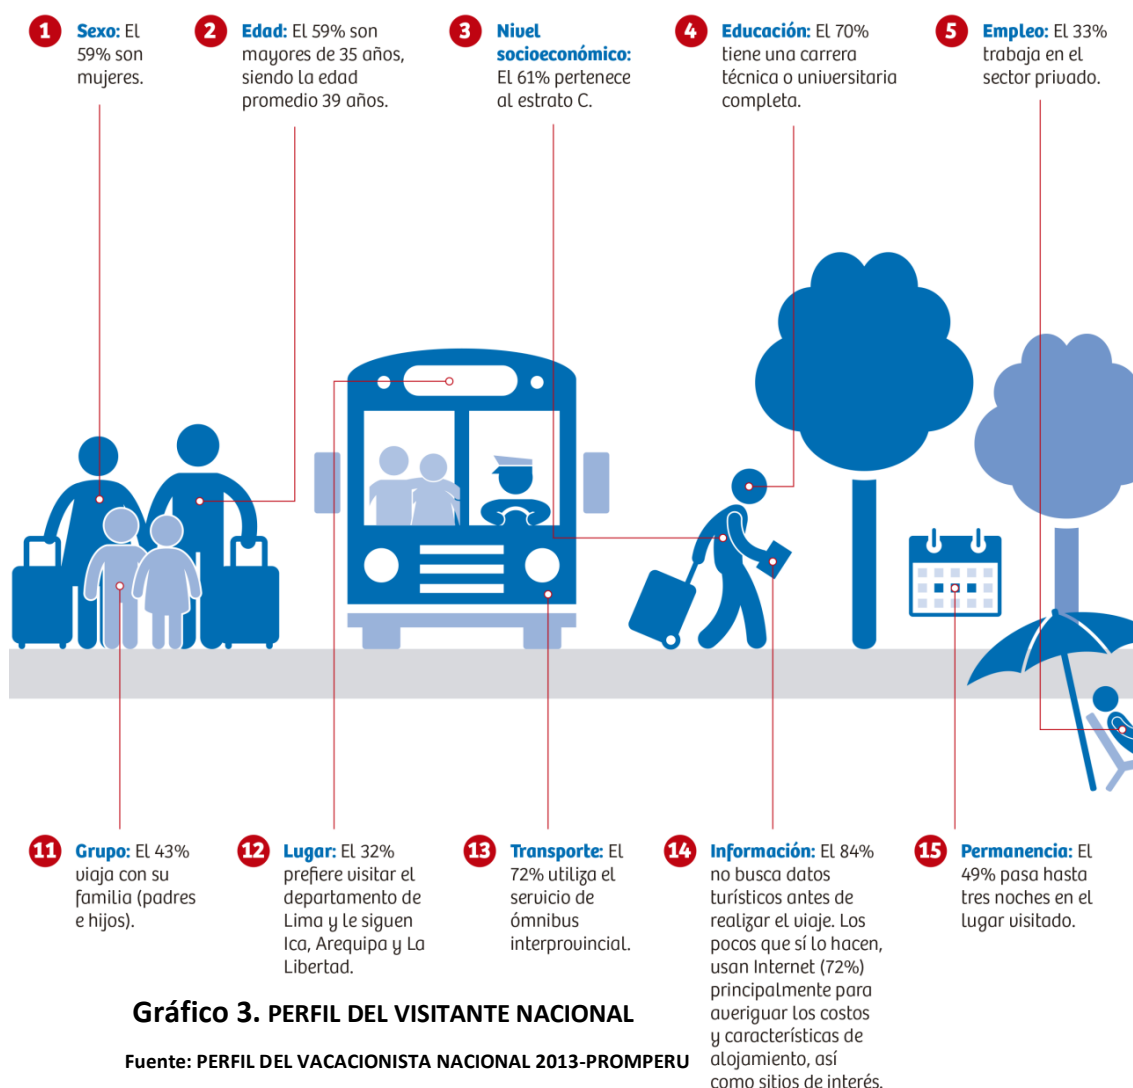 1 Sexo: El
59% son
mujeres.
2 Edad: El 59% son
mayores de 35 años,
siendo la edad
promedio 39 años.
3 Nivel
socioeconómico:
El 61% pertenece
al estrato C.
4 Educación: El 70%
tiene una carrera
técnica o universitaria
completa.
5 Empleo: El 33%
trabaja en el
sector privado.
11 Grupo: El 43%
viaja con su
familia (padres
e hijos).
12 Lugar: El 32%
prefiere visitar el
departamento de
Lima y le siguen
Ica, Arequipa y La
Libertad.
13 Transporte: El
72% utiliza el
servicio de
ómnibus
interprovincial.
14 Información: El 84%
no busca datos
turísticos antes de
realizar el viaje. Los
pocos que sí lo hacen,
usan Internet (72%)
principalmente para
averiguar los costos
y características de
alojamiento, así
como sitios de interés.
15 Permanencia: El
49% pasa hasta
tres noches en el
lugar visitado.
Gráfico 3. PERFIL DEL VISITANTE NACIONAL
Fuente: PERFIL DEL VACACIONISTA NACIONAL 2013-PROMPERU